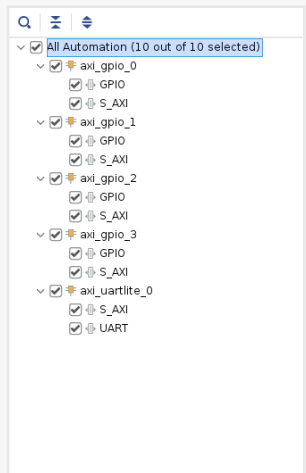 All Automation (10 out of 10 selected)
axi_gpio_0
GPIO
S_AXI
axi_gpio_1
GPIO
S_AXI
axi_gpio_2
GPIO
S_AXI
axi_gpio_3
GPIO
S_AXI
axi_uartlite_0
S_AXI
UART